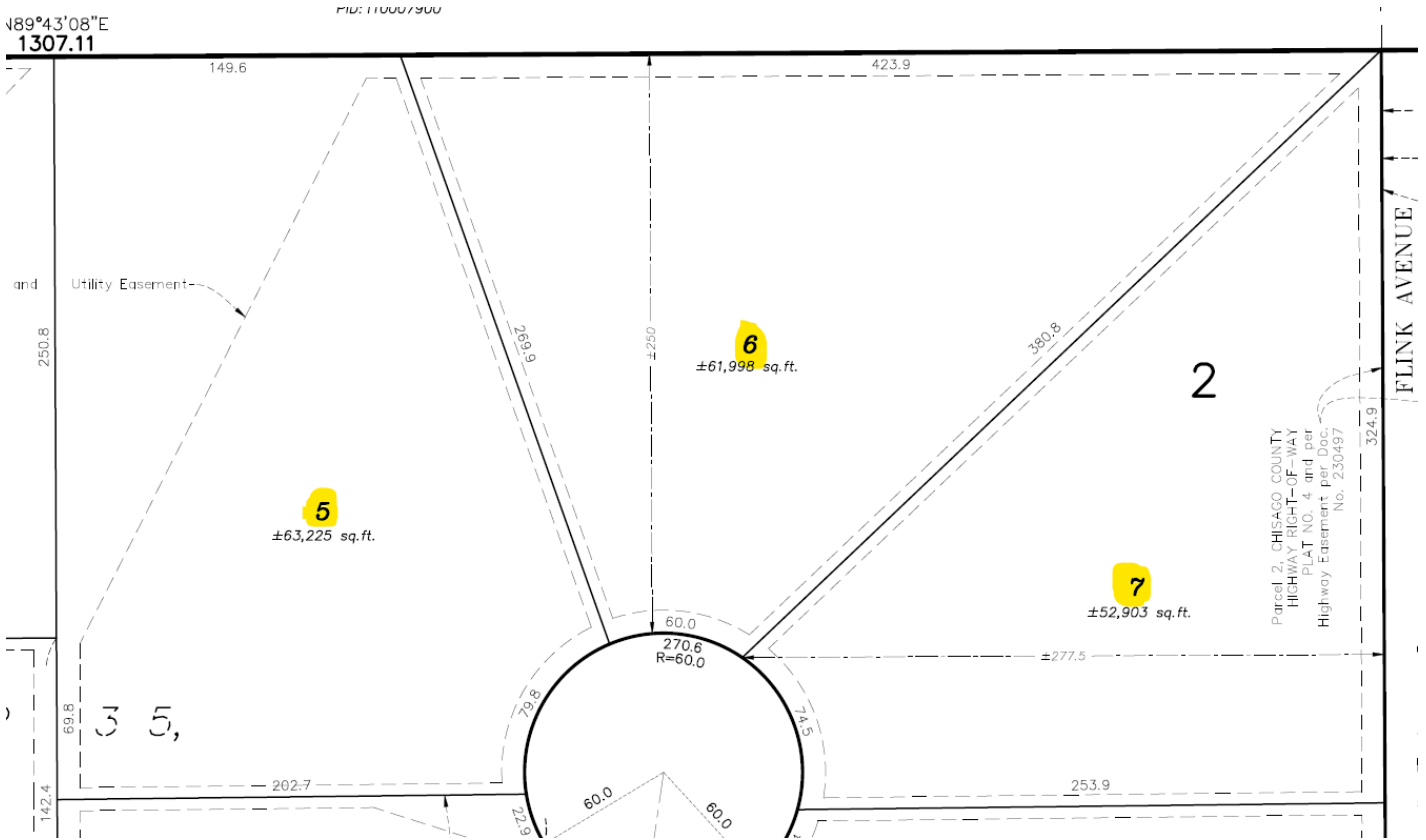 PID: 110007900
N89°43'08"E
1307.11
149.6
423.9
and
Utility Easement
250.8
269.9
±250
6
±61,998 sq.ft.
380.8
2
FLINK AVENUE
324.9
Parcel 2, CHISAGO COUNTY
HIGHWAY RIGHT-OF-WAY
PLAT NO. 4 and per
Highway Easement per Doc.
No. 230497
5
±63,225 sq.ft.
7
±52,903 sq.ft.
60.0
270.6
R=60.0
±277.5
79.8
74.5
69.8
3 5,
202.7
253.9
142.4
22.9
60.0
60.0